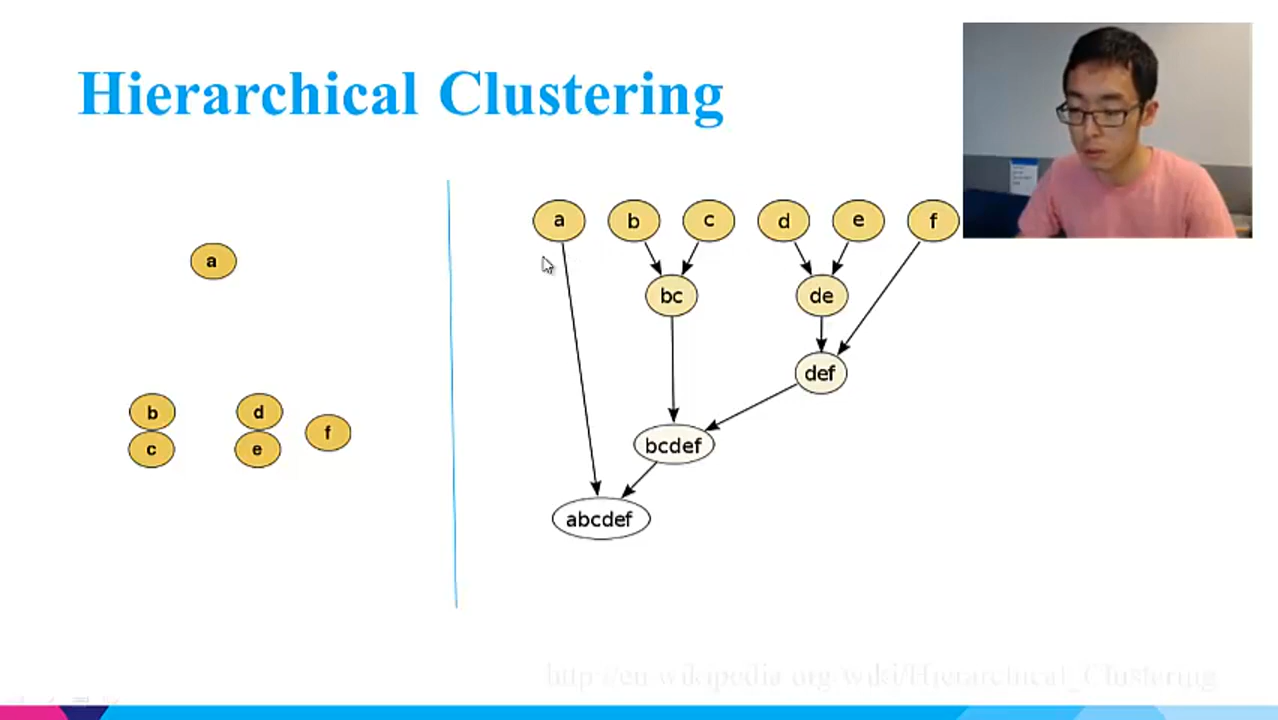 Hierarchical Clustering
a
b
d
f
c
e
a
b
c
d
e
f
bc
de
def
bcdef
abcdef
http://en.wikipedia.org/wiki/Hierarchical_Clustering